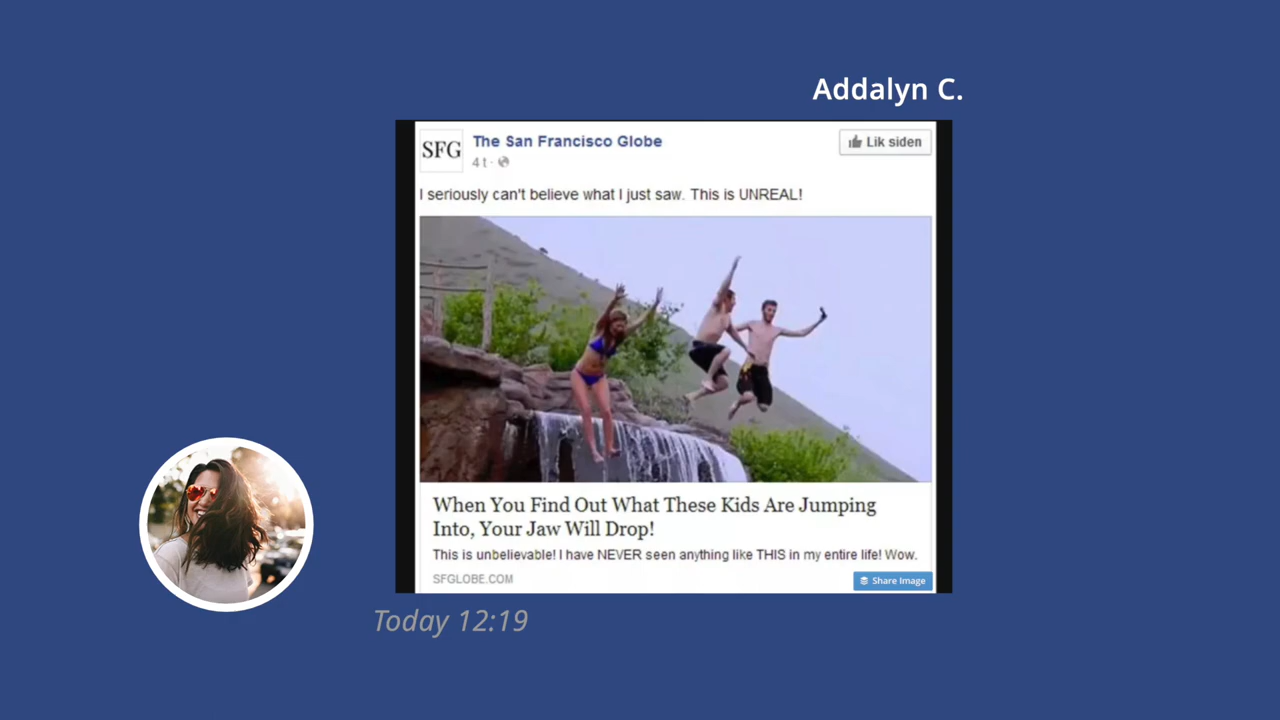 Addalyn C.
SFG
The San Francisco Globe
4 t ·
Lik siden
I seriously can't believe what I just saw. This is UNREAL!
When You Find Out What These Kids Are Jumping
Into, Your Jaw Will Drop!
This is unbelievable! I have NEVER seen anything like THIS in my entire life! Wow.
SFGLOBE.COM
Share Image
Today 12:19